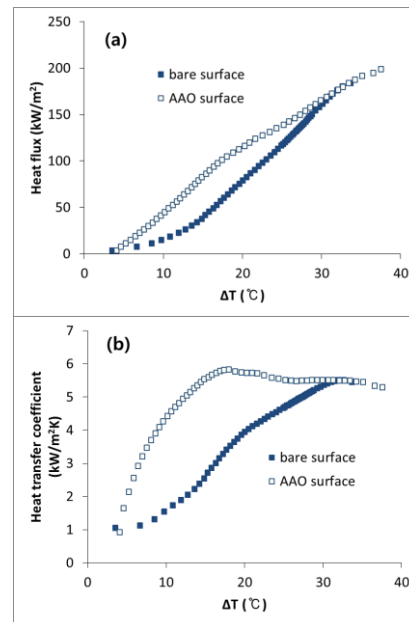 (a)
bare surface
AAO surface
Heat flux (kW/m²)
250
200
150
100
50
0
0 10 20 30 40
ΔT (℃)
(b)
bare surface
AAO surface
Heat transfer coefficient
(kW/m²K)
7
6
5
4
3
2
1
0
0 10 20 30 40
ΔT (℃)